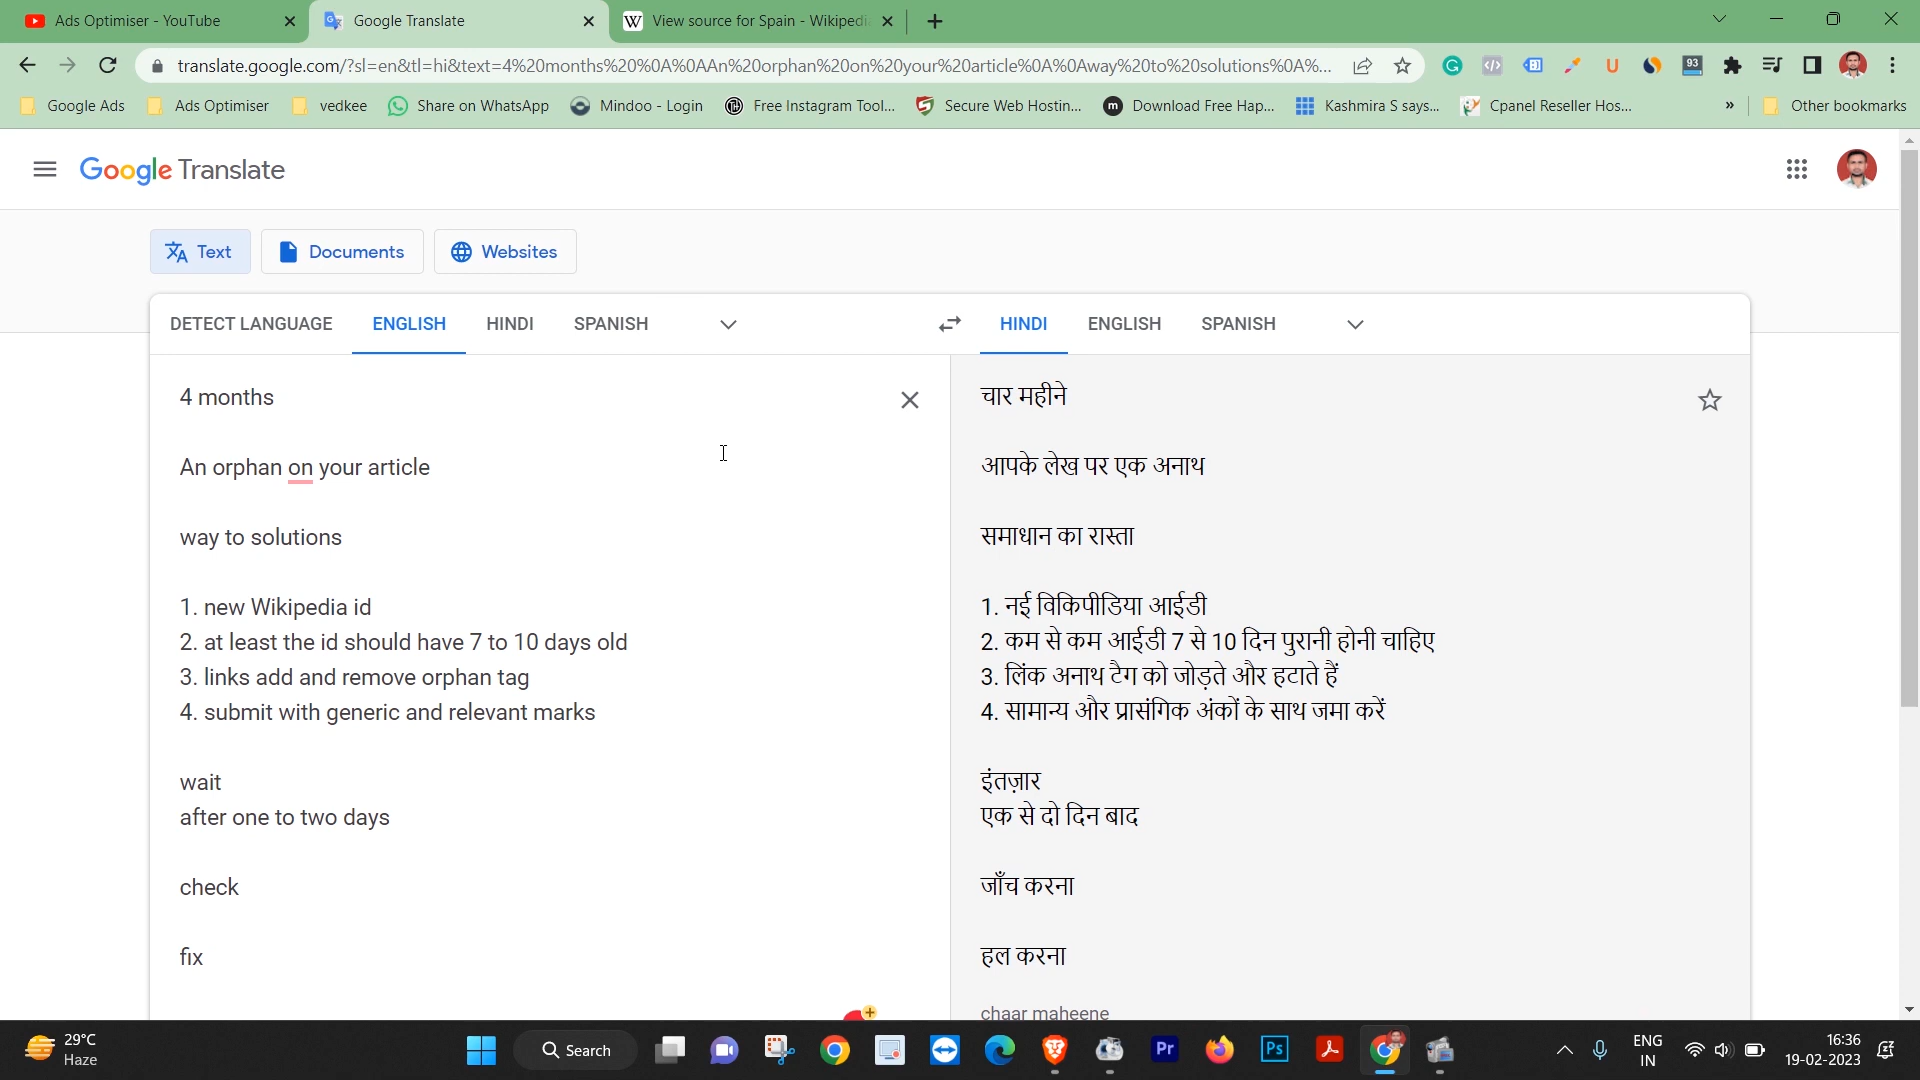 Ads Optimiser - YouTube
Google Translate
View source for Spain - Wikipedi
translate.google.com/?sl=en&tl=hi&text=4%20months%20%0A%0AAn%20orphan%20on%20your%20article%0A%0Away%20to%20solutions%0A%...
93
Google Ads
Ads Optimiser
vedkee
Share on WhatsApp
Mindoo - Login
Free Instagram Tool...
Secure Web Hostin...
Download Free Hap...
Kashmira S says...
Cpanel Reseller Hos...
»
Other bookmarks
Google Translate
Text
Documents
Websites
DETECT LANGUAGE
ENGLISH
HINDI
SPANISH
HINDI
ENGLISH
SPANISH
4 months
An orphan on your article
way to solutions
1. new Wikipedia id
2. at least the id should have 7 to 10 days old
3. links add and remove orphan tag
4. submit with generic and relevant marks
wait
after one to two days
check
fix
चार महीने
आपके लेख पर एक अनाथ
समाधान का रास्ता
1. नई विकिपीडिया आईडी
2. कम से कम आईडी 7 से 10 दिन पुरानी होनी चाहिए
3. लिंक अनाथ टैग को जोड़ते और हटाते हैं
4. सामान्य और प्रासंगिक अंकों के साथ जमा करें
इंतज़ार
एक से दो दिन बाद
जाँच करना
हल करना
chaar maheene
29°C
Haze
Search
Pr
Ps
ENG
IN
16:36
19-02-2023